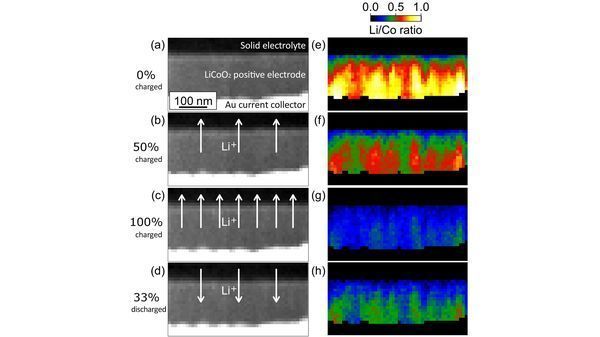 0.0 0.5 1.0
Li/Co ratio
(a)
Solid electrolyte
LiCoO₂ positive electrode
100 nm
Au current collector
0%
charged
(e)
(b)
Li⁺
50%
charged
(f)
(c)
Li⁺
100%
charged
(g)
(d)
Li⁺
33%
discharged
(h)